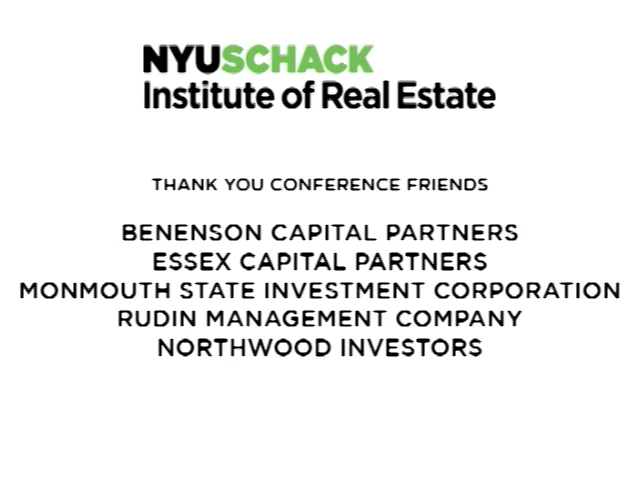 NYUSCHACK
Institute of Real Estate
THANK YOU CONFERENCE FRIENDS
BENENSON CAPITAL PARTNERS
ESSEX CAPITAL PARTNERS
MONMOUTH STATE INVESTMENT CORPORATION
RUDIN MANAGEMENT COMPANY
NORTHWOOD INVESTORS